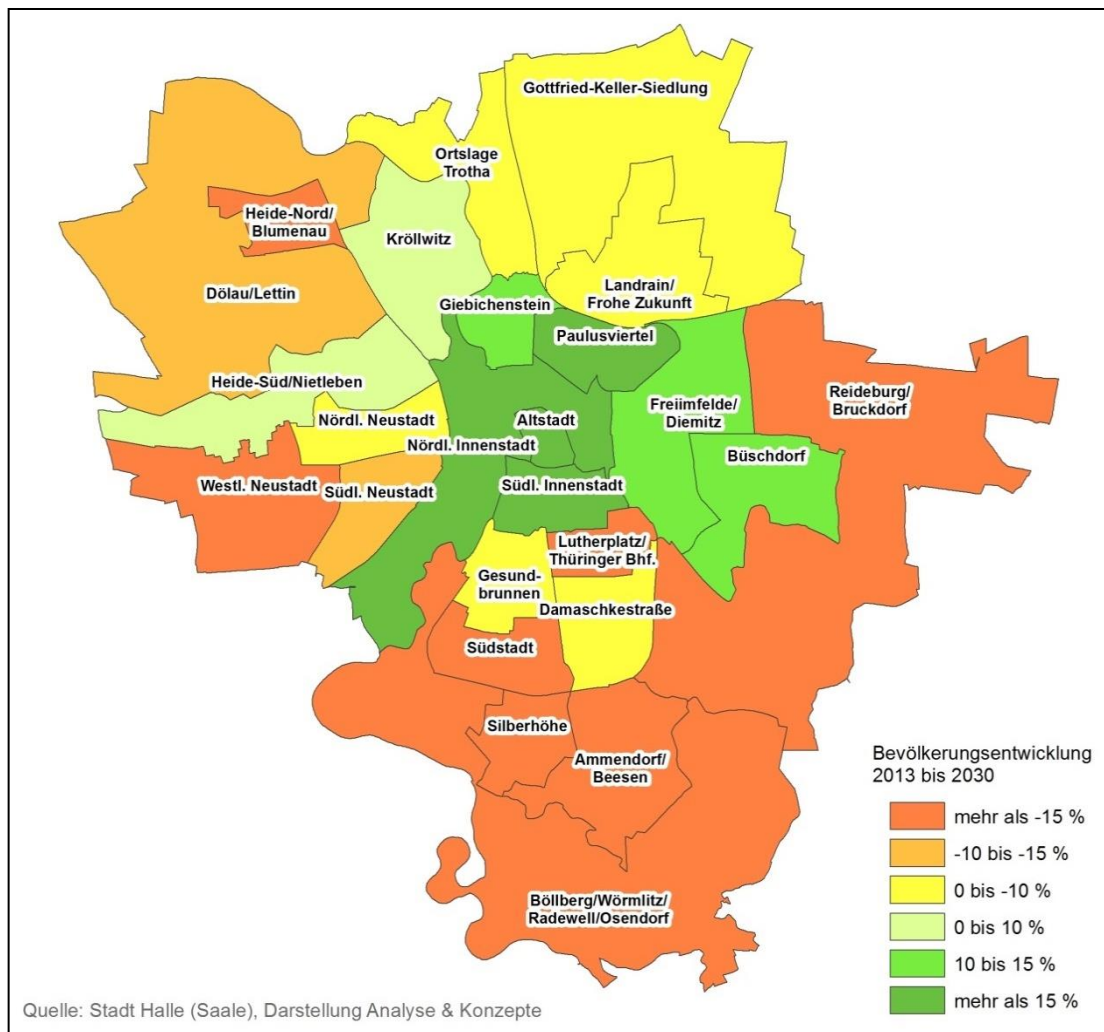 Gottfried-Keller-Siedlung
Ortslage
Trotha
Heide-Nord/
Blumenau
Kröllwitz
Dölau/Lettin
Landrain/
Frohe Zukunft
Giebichenstein
Paulusviertel
Heide-Süd/Nietleben
Reideburg/
Bruckdorf
Freiimfelde/
Diemitz
Nördl. Neustadt
Altstadt
Nördl. Innenstadt
Büschdorf
Westl. Neustadt
Südl. Neustadt
Südl. Innenstadt
Lutherplatz/
Thüringer Bhf.
Gesund-
brunnen
Damaschkestraße
Südstadt
Silberhöhe
Ammendorf/
Beesen
Böllberg/Wörmlitz/
Radewell/Osendorf
Bevölkerungsentwicklung
2013 bis 2030
mehr als -15 %
-10 bis -15 %
0 bis -10 %
0 bis 10 %
10 bis 15 %
mehr als 15 %
Quelle: Stadt Halle (Saale), Darstellung Analyse & Konzepte